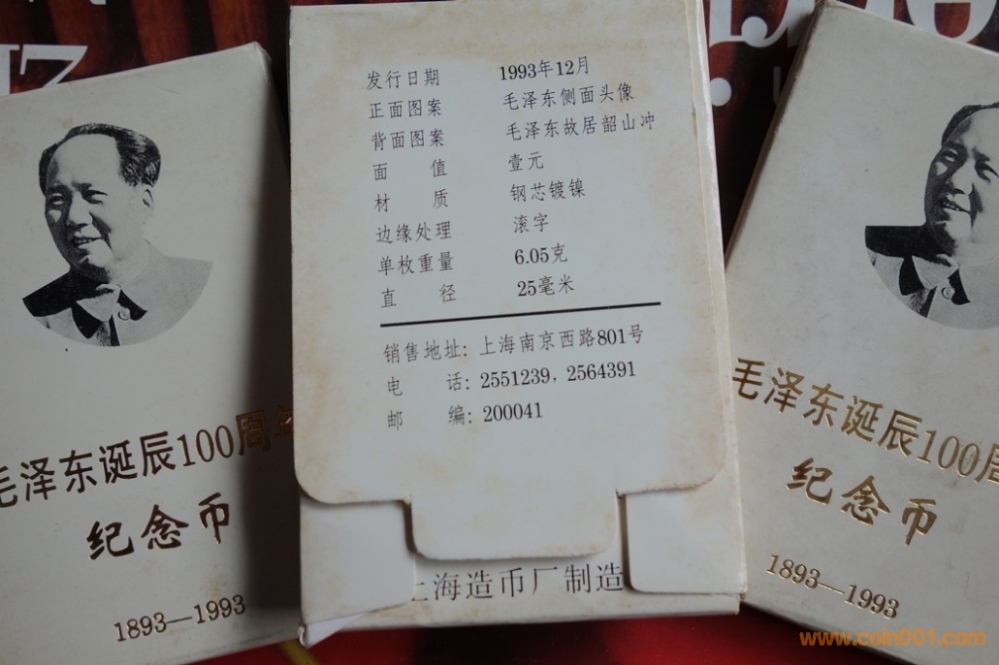 毛泽东诞辰100周年
纪念币
1893—1993
发行日期 1993年12月
正面图案 毛泽东侧面头像
背面图案 毛泽东故居韶山冲
面 值 壹元
材 质 钢芯镀镍
边缘处理 滚字
单枚重量 6.05克
直 径 25毫米
销售地址: 上海南京西路801号
电 话: 2551239, 2564391
邮 编: 200041
上海造币厂制造
毛泽东诞辰100周
纪念币
1893—1993
www.coin001.com